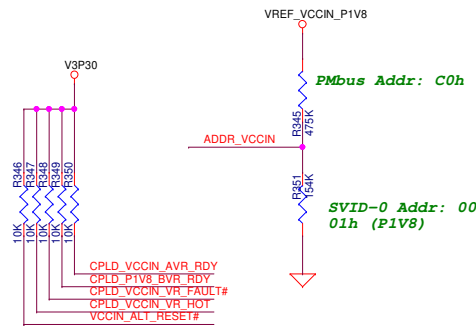 VREF_VCCIN_P1V8
V3P30
PMbus Addr: C0h
R345
475K
ADDR_VCCIN
R346
R347
R348
R349
R350
10K
10K
10K
10K
10K
R351
154K
SVID-0 Addr: 00
01h (P1V8)
CPLD_VCCIN_AVR_RDY
CPLD_P1V8_BVR_RDY
CPLD_VCCIN_VR_FAULT#
CPLD_VCCIN_VR_HOT
VCCIN_ALT_RESET#